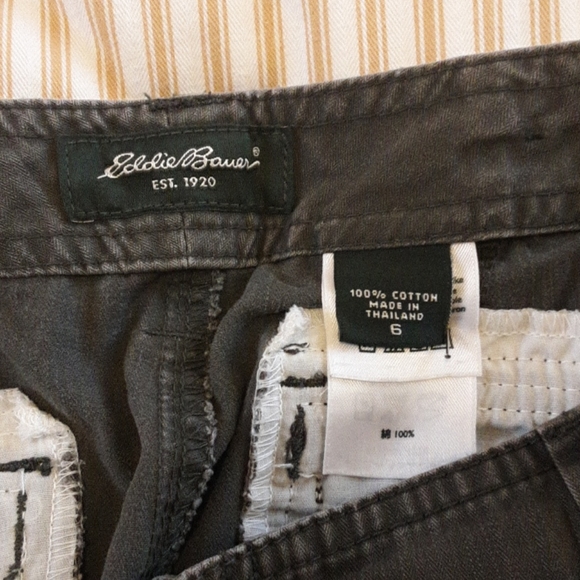 Eddie Bauer®
EST. 1920
100% COTTON
MADE IN
THAILAND
6
綿 100%